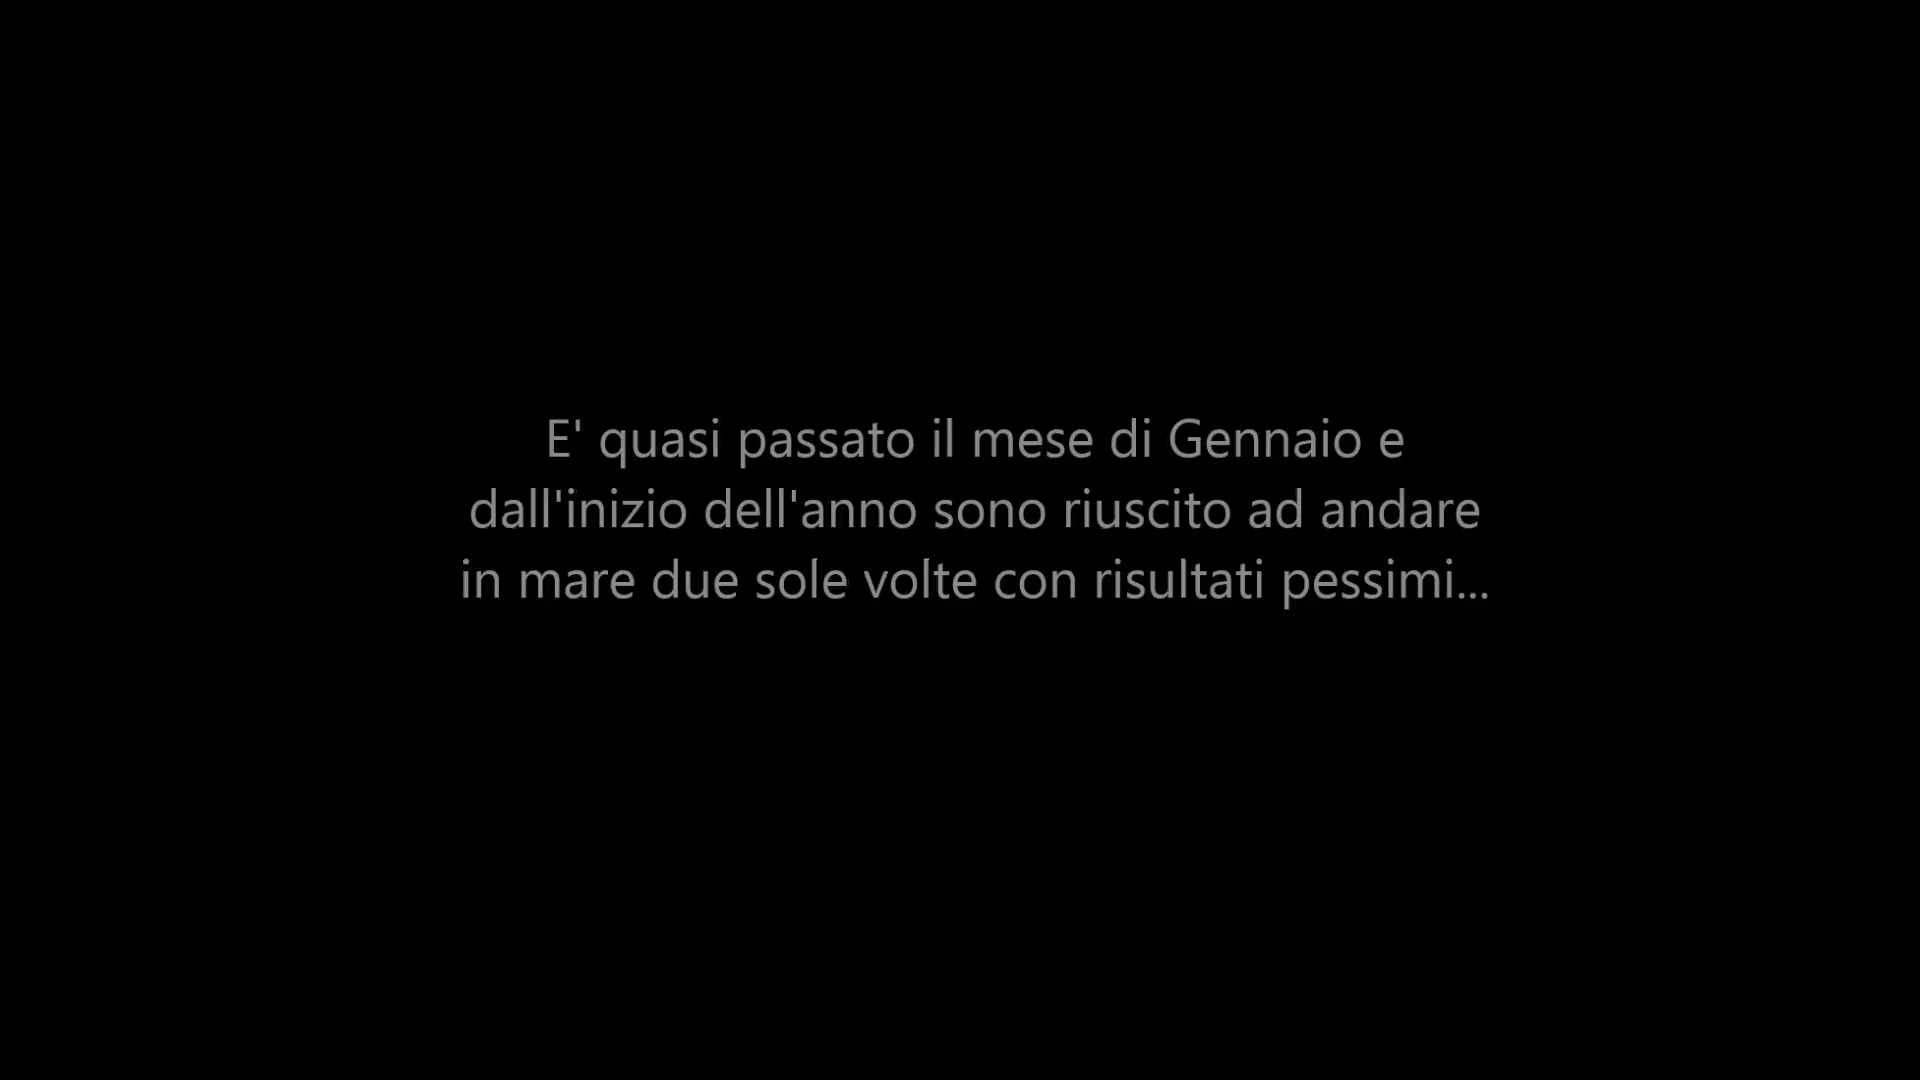 E' quasi passato il mese di Gennaio e
dall'inizio dell'anno sono riuscito ad andare
in mare due sole volte con risultati pessimi...